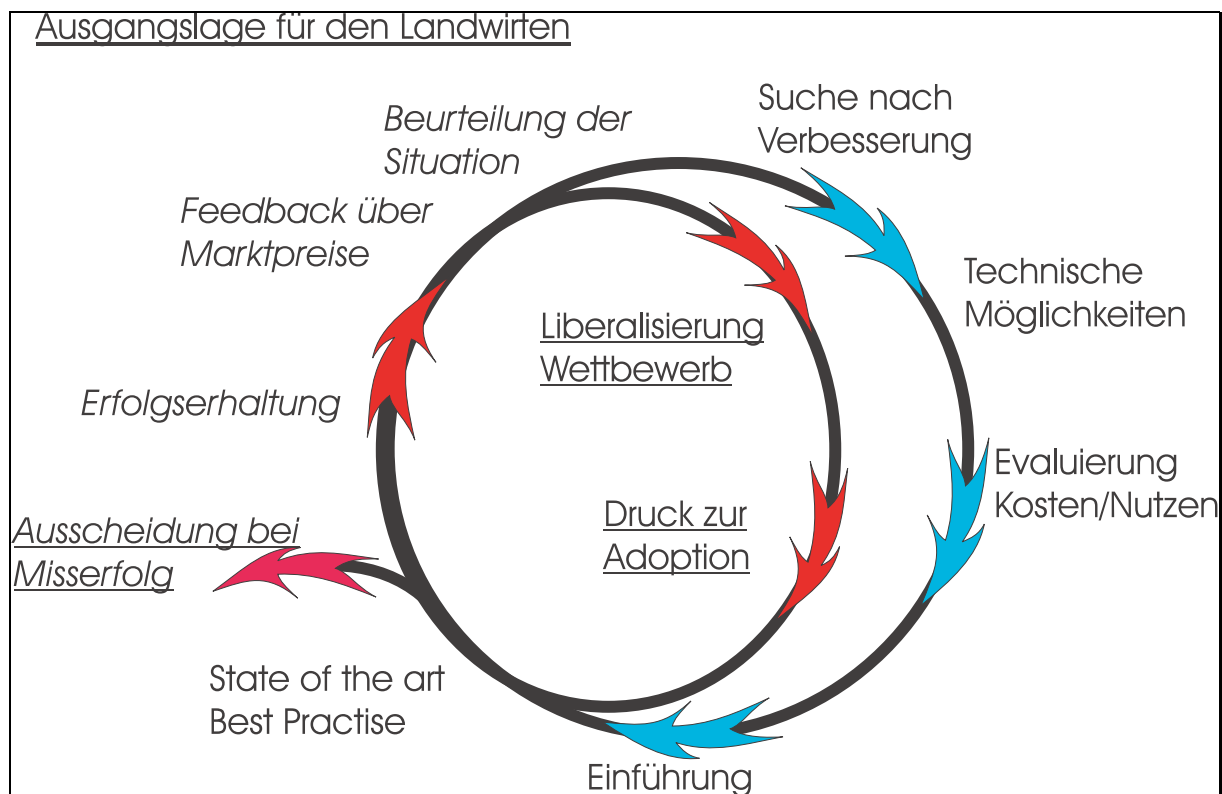 Ausgangslage für den Landwirten
Beurteilung der
Situation
Suche nach
Verbesserung
Feedback über
Marktpreise
Technische
Möglichkeiten
Liberalisierung
Wettbewerb
Erfolgserhaltung
Evaluierung
Kosten/Nutzen
Druck zur
Adoption
Ausscheidung bei
Misserfolg
State of the art
Best Practise
Einführung